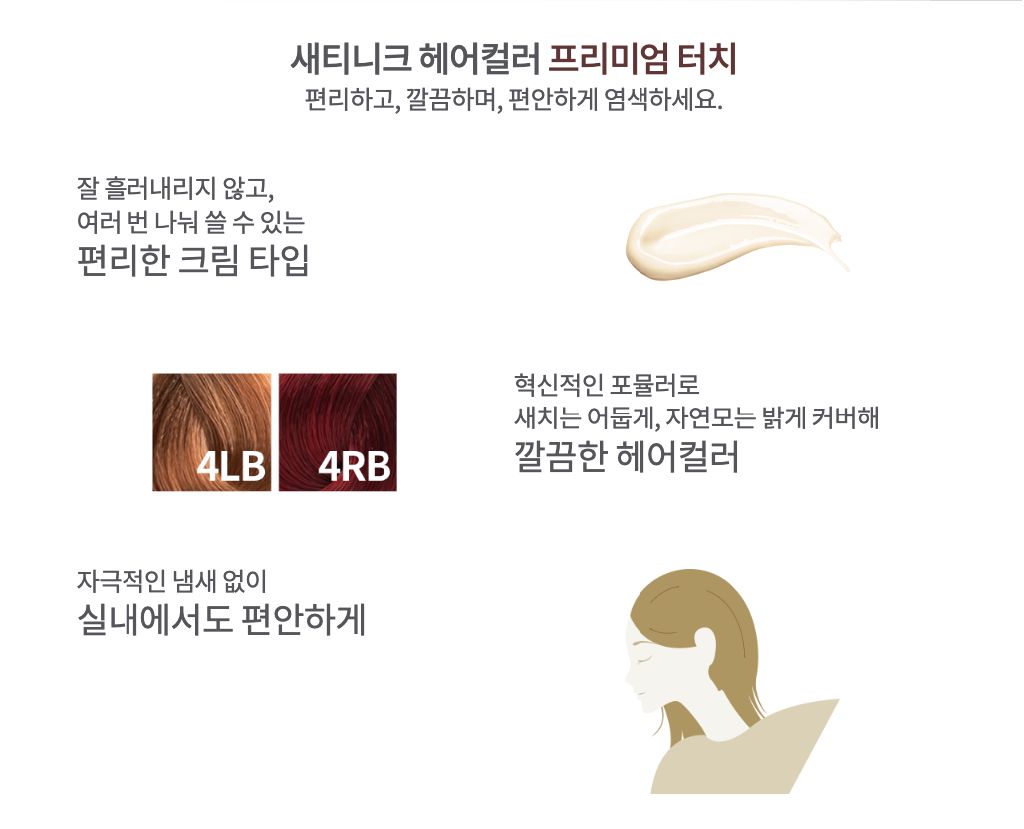 새티니크 헤어컬러 프리미엄 터치
편리하고, 깔끔하며, 편안하게 염색하세요.
잘 흘러내리지 않고,
여러 번 나눠 쓸 수 있는
편리한 크림 타입
4LB 4RB
혁신적인 포뮬러로
새치는 어둡게, 자연모는 밝게 커버해
깔끔한 헤어컬러
자극적인 냄새 없이
실내에서도 편안하게